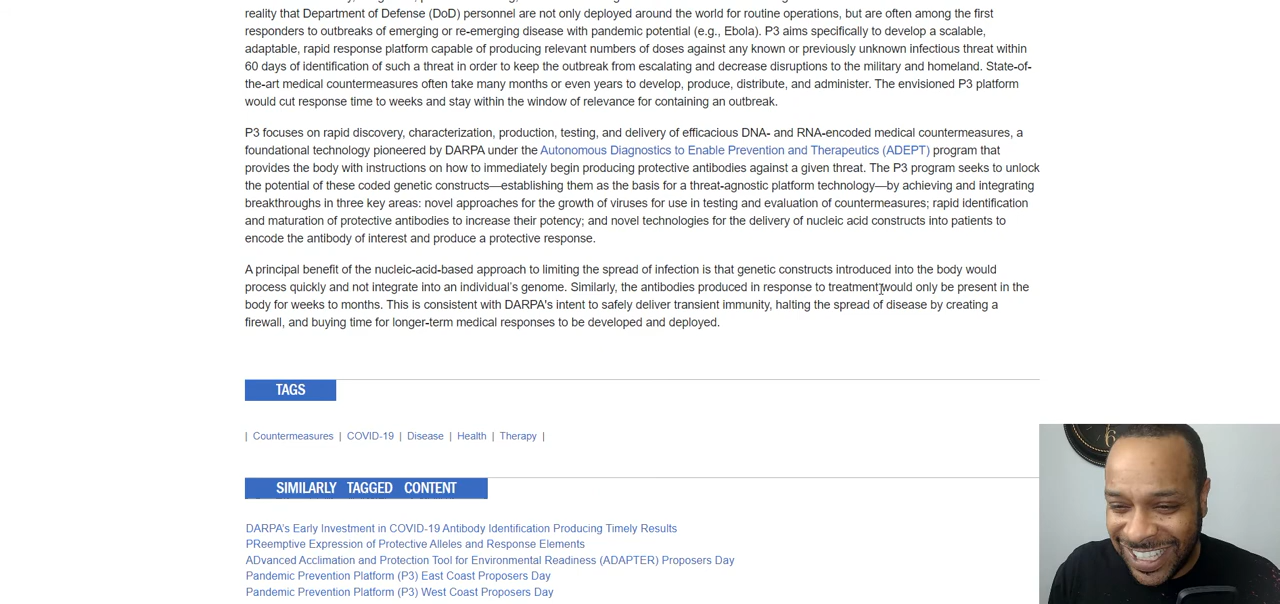 reality that Department of Defense (DoD) personnel are not only deployed around the world for routine operations, but are often among the first
responders to outbreaks of emerging or re-emerging disease with pandemic potential (e.g., Ebola). P3 aims specifically to develop a scalable,
adaptable, rapid response platform capable of producing relevant numbers of doses against any known or previously unknown infectious threat within
60 days of identification of such a threat in order to keep the outbreak from escalating and decrease disruptions to the military and homeland. State-of-
the-art medical countermeasures often take many months or even years to develop, produce, distribute, and administer. The envisioned P3 platform
would cut response time to weeks and stay within the window of relevance for containing an outbreak.
P3 focuses on rapid discovery, characterization, production, testing, and delivery of efficacious DNA- and RNA-encoded medical countermeasures, a
foundational technology pioneered by DARPA under the Autonomous Diagnostics to Enable Prevention and Therapeutics (ADEPT) program that
provides the body with instructions on how to immediately begin producing protective antibodies against a given threat. The P3 program seeks to unlock
the potential of these coded genetic constructs—establishing them as the basis for a threat-agnostic platform technology—by achieving and integrating
breakthroughs in three key areas: novel approaches for the growth of viruses for use in testing and evaluation of countermeasures; rapid identification
and maturation of protective antibodies to increase their potency; and novel technologies for the delivery of nucleic acid constructs into patients to
encode the antibody of interest and produce a protective response.
A principal benefit of the nucleic-acid-based approach to limiting the spread of infection is that genetic constructs introduced into the body would
process quickly and not integrate into an individual's genome. Similarly, the antibodies produced in response to treatment would only be present in the
body for weeks to months. This is consistent with DARPA's intent to safely deliver transient immunity, halting the spread of disease by creating a
firewall, and buying time for longer-term medical responses to be developed and deployed.
TAGS
| Countermeasures | COVID-19 | Disease | Health | Therapy |
SIMILARLY TAGGED CONTENT
DARPA's Early Investment in COVID-19 Antibody Identification Producing Timely Results
PReemptive Expression of Protective Alleles and Response Elements
ADvanced Acclimation and Protection Tool for Environmental Readiness (ADAPTER) Proposers Day
Pandemic Prevention Platform (P3) East Coast Proposers Day
Pandemic Prevention Platform (P3) West Coast Proposers Day